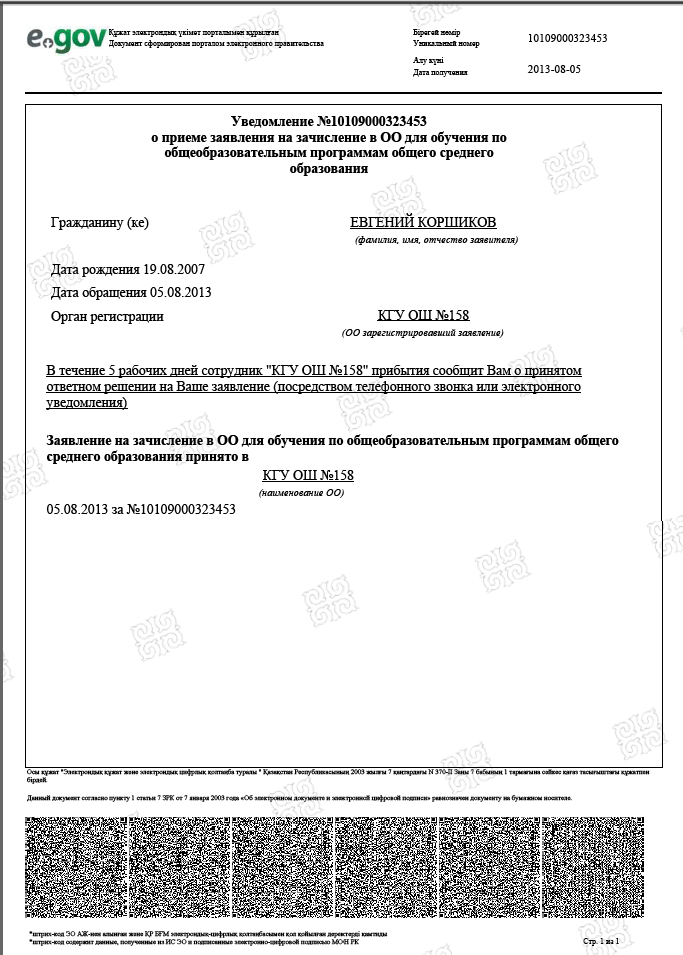 e.gov
Құжат электрондық үкімет порталымен құрылған
Документ сформирован порталом электронного правительства
Бірегей нөмір
Уникальный номер
10109000323453
Алу күні
Дата получения
2013-08-05
Уведомление №10109000323453
о приеме заявления на зачисление в ОО для обучения по
общеобразовательным программам общего среднего
образования
Гражданину (ке)
ЕВГЕНИЙ КОРШИКОВ
(фамилия, имя, отчество заявителя)
Дата рождения 19.08.2007
Дата обращения 05.08.2013
Орган регистрации
КГУ ОШ №158
(ОО зарегистрировавший заявление)
В течение 5 рабочих дней сотрудник "КГУ ОШ №158" прибытия сообщит Вам о принятом
ответном решении на Ваше заявление (посредством телефонного звонка или электронного
уведомления)
Заявление на зачисление в ОО для обучения по общеобразовательным программам общего
среднего образования принято в
КГУ ОШ №158
(наименование ОО)
05.08.2013 за №10109000323453
Осы құжат "Электрондық құжат және электрондық цифрлық қолтаңба туралы " Қазақстан Республикасының 2003 жылғы 7 қаңтардағы N 370-II Заңы 7 бабының 1 тармағына сәйкес қағаз тасығыштағы құжатпен
бірдей.
Данный документ согласно пункту 1 статьи 7 ЗРК от 7 января 2003 года «Об электронном документе и электронной цифровой подписи» равнозначен документу на бумажном носителе.
*штрих-код ЭО АЖ-нен алынған және ҚР БҒМ электрондық-цифрлық қолтаңбасымен қол қойылған деректерді қамтиды
*штрих-код содержит данные, полученные из ИС ЭО и подписанные электронно-цифровой подписью МОН РК
Стр. 1 из 1